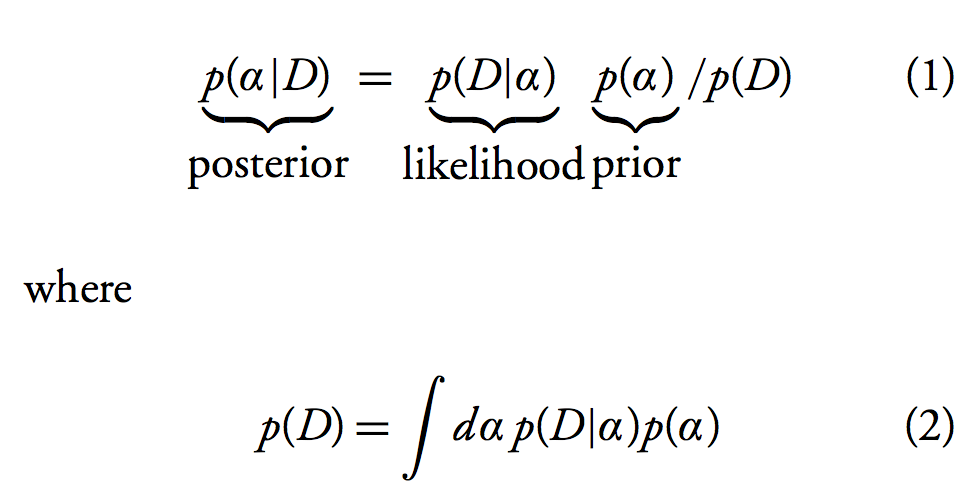 p(α|D) = p(D|α) p(α) /p(D) (1)
posterior likelihood prior
where
p(D) = ∫ dα p(D|α)p(α) (2)